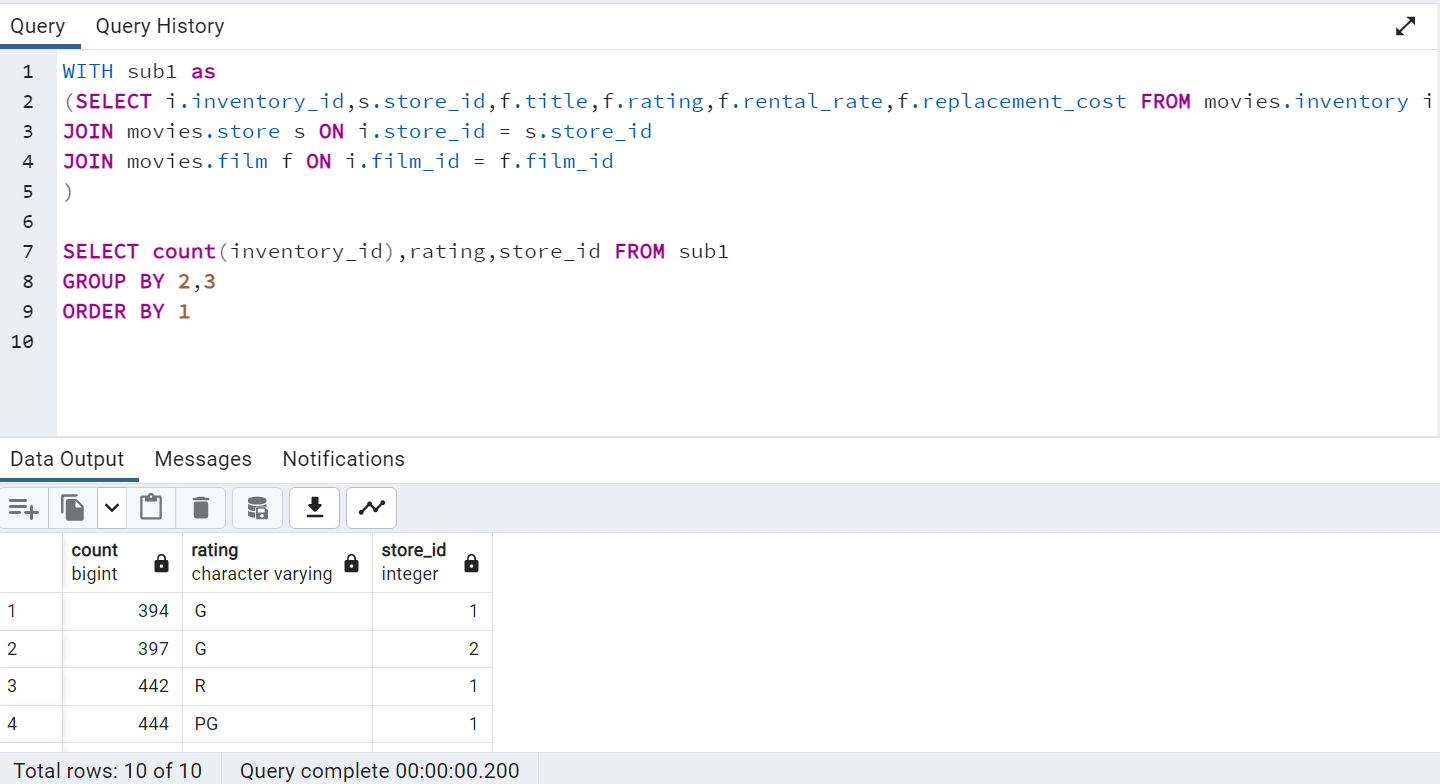 Query Query History
1 WITH sub1 as
2 (SELECT i.inventory_id,s.store_id,f.title,f.rating,f.rental_rate,f.replacement_cost FROM movies.inventory i
3 JOIN movies.store s ON i.store_id = s.store_id
4 JOIN movies.film f ON i.film_id = f.film_id
5 )
6
7 SELECT count(inventory_id),rating,store_id FROM sub1
8 GROUP BY 2,3
9 ORDER BY 1
10
Data Output Messages Notifications
count rating store_id
bigint character varying integer
1 394 G 1
2 397 G 2
3 442 R 1
4 444 PG 1
Total rows: 10 of 10 Query complete 00:00:00.200